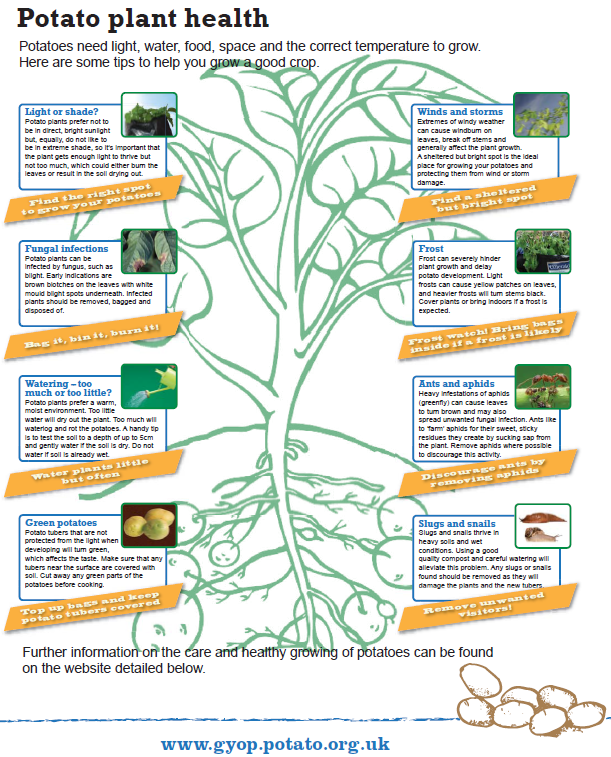 Potato plant health
Potatoes need light, water, food, space and the correct temperature to grow.
Here are some tips to help you grow a good crop.
Light or shade?
Potato plants prefer not to
be in direct, bright sunlight
but, equally, do not like to
be in extreme shade, so it's important that
the plant gets enough light to thrive but
not too much, which could either burn the
leaves or result in the soil drying out.
Find the right spot
to grow your potatoes
Fungal infections
Potato plants can be
infected by fungus, such as
blight. Early indications are
brown blotches on the leaves with white
mould blight spots underneath. Infected
plants should be removed, bagged and
disposed of.
Bag it, bin it, burn it!
Watering – too
much or too little?
Potato plants prefer a warm,
moist environment. Too little
water will dry out the plant. Too much will
waterlog and rot the potatoes. A handy tip
is to test the soil to a depth of up to 5cm
and gently water if the soil is dry. Do not
water if soil is already wet.
Water plants little
but often
Green potatoes
Potato tubers that are not
protected from the light when
developing will turn green,
which affects the taste. Make sure that any
tubers near the surface are covered with
soil. Cut away any green parts of the
potatoes before cooking.
Top up bags and keep
potato tubers covered
Winds and storms
Extremes of windy weather
can cause windburn on
leaves, break off stems and
generally affect the plant growth.
A sheltered but bright spot is the ideal
place for growing your potatoes and
protecting them from wind or storm
damage.
Find a sheltered
but bright spot
Frost
Frost can severely hinder
plant growth and delay
potato development. Light
frosts can cause yellow patches on leaves,
and heavier frosts will turn stems black.
Cover plants or bring indoors if a frost is
expected.
Frost watch! Bring bags
inside if a frost is likely
Ants and aphids
Heavy infestations of aphids
(greenfly) can cause leaves
to turn brown and may also
spread unwanted fungal infection. Ants like
to 'farm' aphids for their sweet, sticky
residues they create by sucking sap from
the plant. Remove aphids where possible
to discourage this activity.
Discourage ants by
removing aphids
Slugs and snails
Slugs and snails thrive in
heavy soils and wet
conditions. Using a good
quality compost and careful watering will
alleviate this problem. Any slugs or snails
found should be removed as they will
damage the plants and the new tubers.
Remove unwanted
visitors!
Further information on the care and healthy growing of potatoes can be found
on the website detailed below.
www.gyop.potato.org.uk